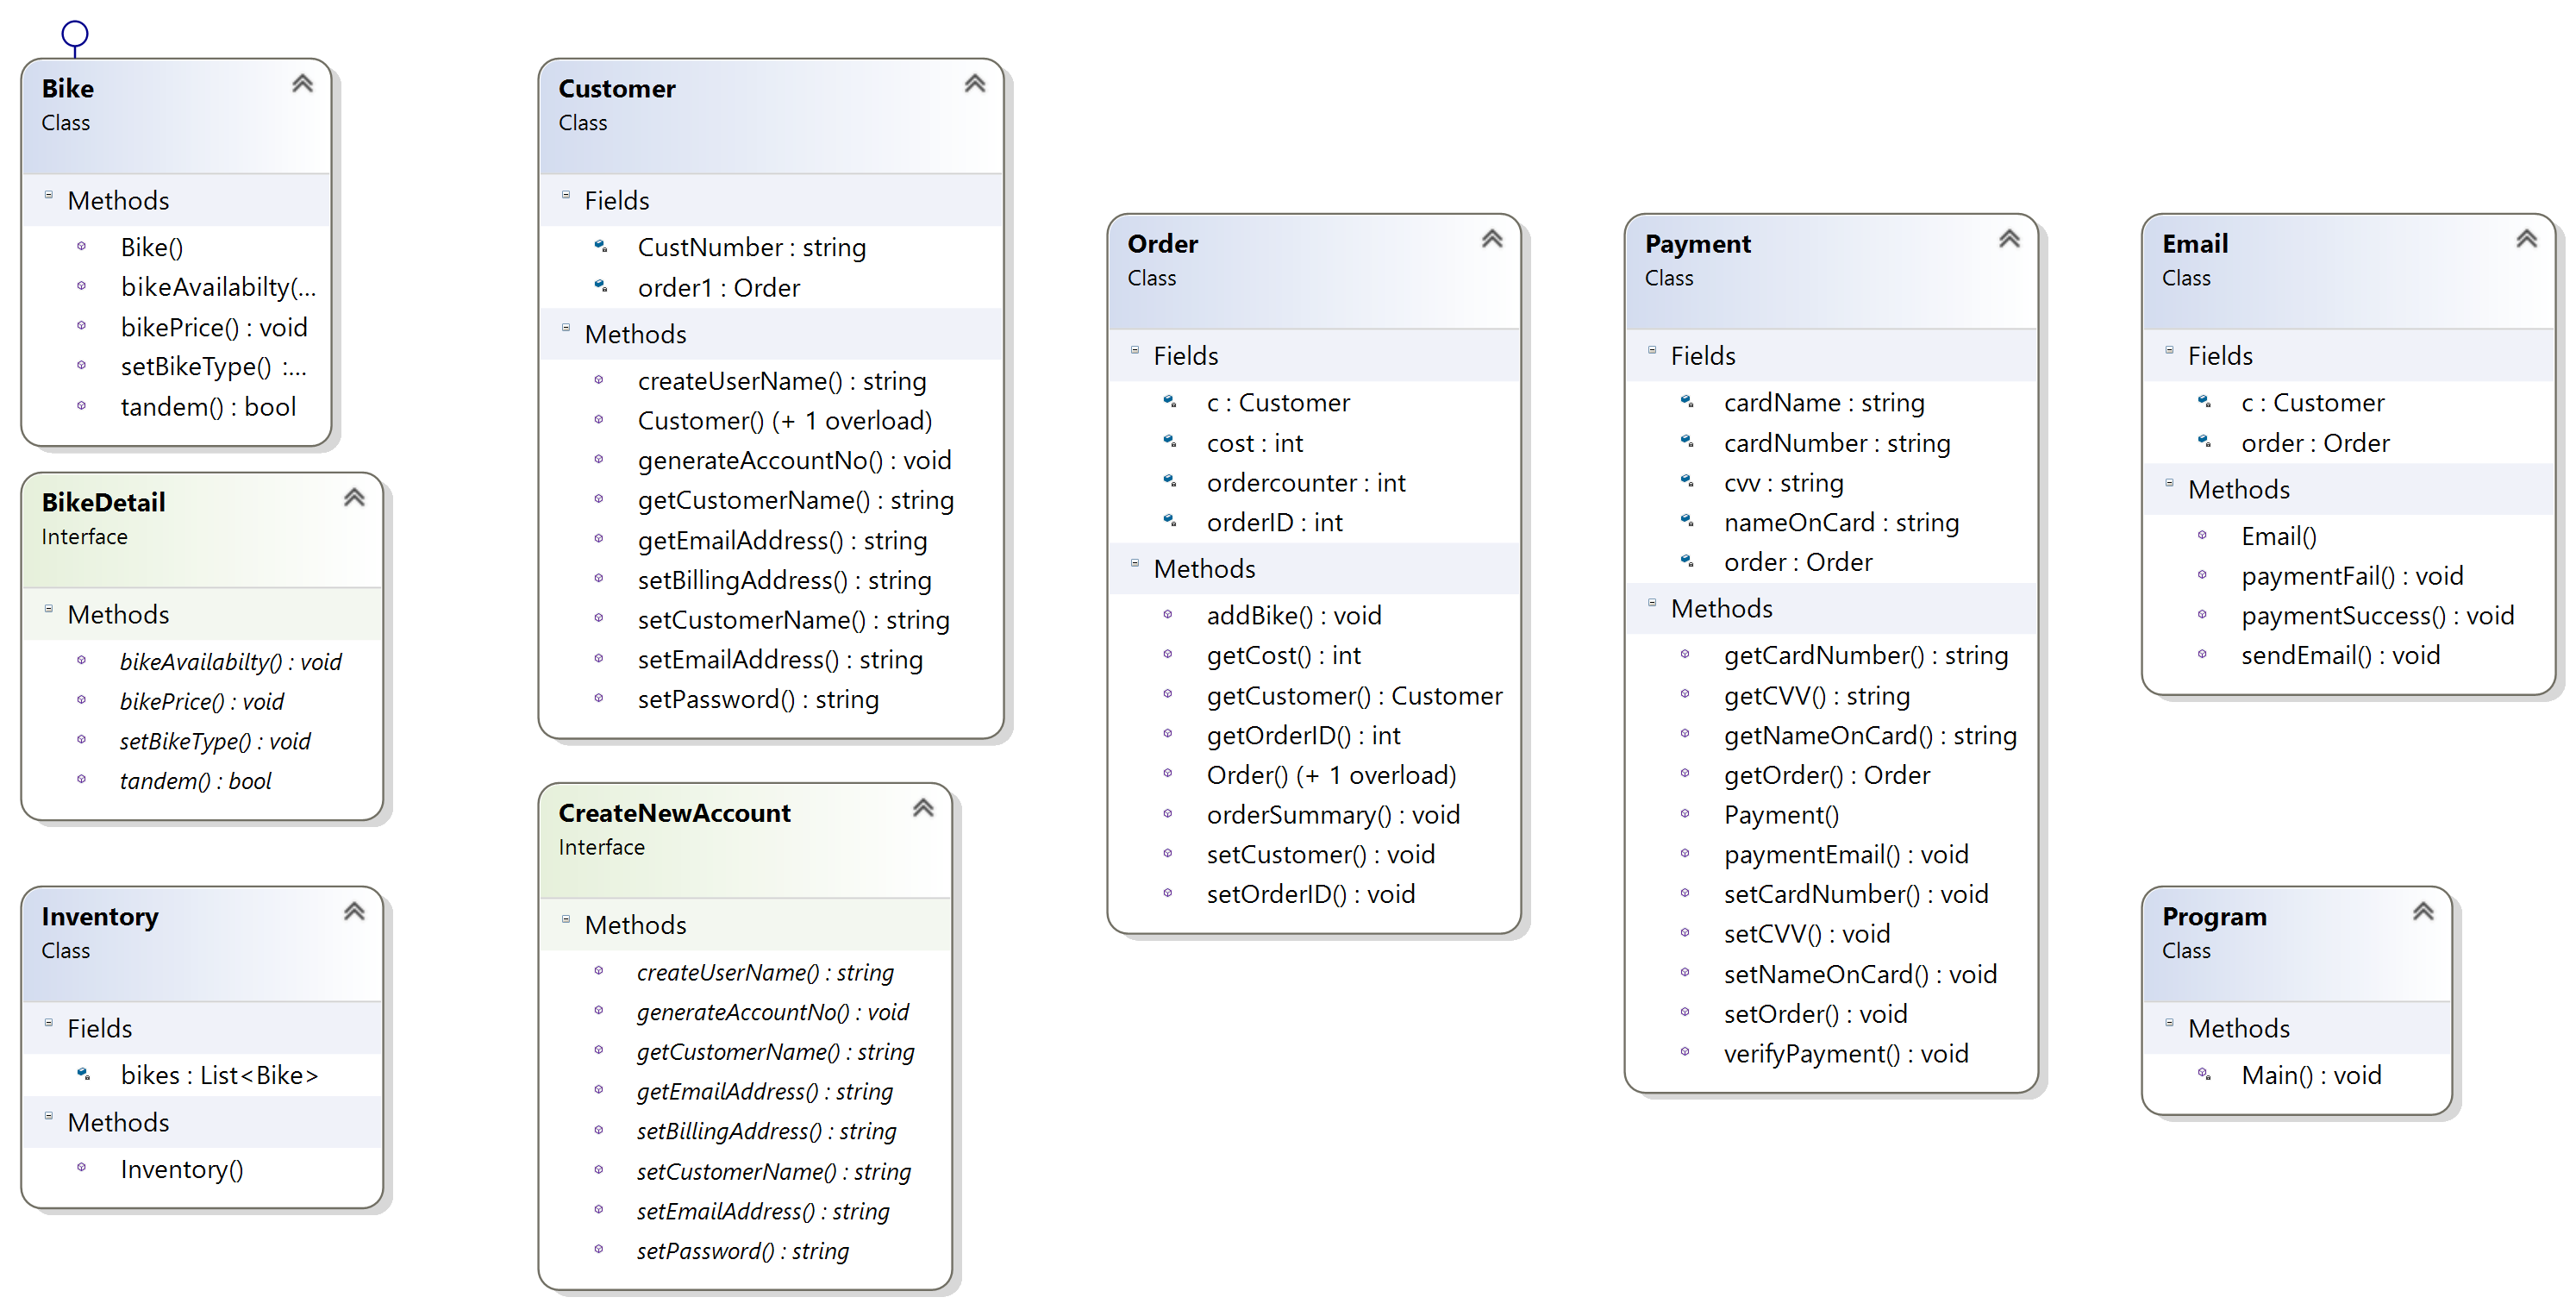 Bike
Class
Methods
Bike()
bikeAvailabilty(...
bikePrice() : void
setBikeType() :...
tandem() : bool
BikeDetail
Interface
Methods
bikeAvailabilty() : void
bikePrice() : void
setBikeType() : void
tandem() : bool
Inventory
Class
Fields
bikes : List<Bike>
Methods
Inventory()
Customer
Class
Fields
CustNumber : string
order1 : Order
Methods
createUserName() : string
Customer() (+ 1 overload)
generateAccountNo() : void
getCustomerName() : string
getEmailAddress() : string
setBillingAddress() : string
setCustomerName() : string
setEmailAddress() : string
setPassword() : string
CreateNewAccount
Interface
Methods
createUserName() : string
generateAccountNo() : void
getCustomerName() : string
getEmailAddress() : string
setBillingAddress() : string
setCustomerName() : string
setEmailAddress() : string
setPassword() : string
Order
Class
Fields
c : Customer
cost : int
ordercounter : int
orderID : int
Methods
addBike() : void
getCost() : int
getCustomer() : Customer
getOrderID() : int
Order() (+ 1 overload)
orderSummary() : void
setCustomer() : void
setOrderID() : void
Payment
Class
Fields
cardName : string
cardNumber : string
cvv : string
nameOnCard : string
order : Order
Methods
getCardNumber() : string
getCVV() : string
getNameOnCard() : string
getOrder() : Order
Payment()
paymentEmail() : void
setCardNumber() : void
setCVV() : void
setNameOnCard() : void
setOrder() : void
verifyPayment() : void
Email
Class
Fields
c : Customer
order : Order
Methods
Email()
paymentFail() : void
paymentSuccess() : void
sendEmail() : void
Program
Class
Methods
Main() : void